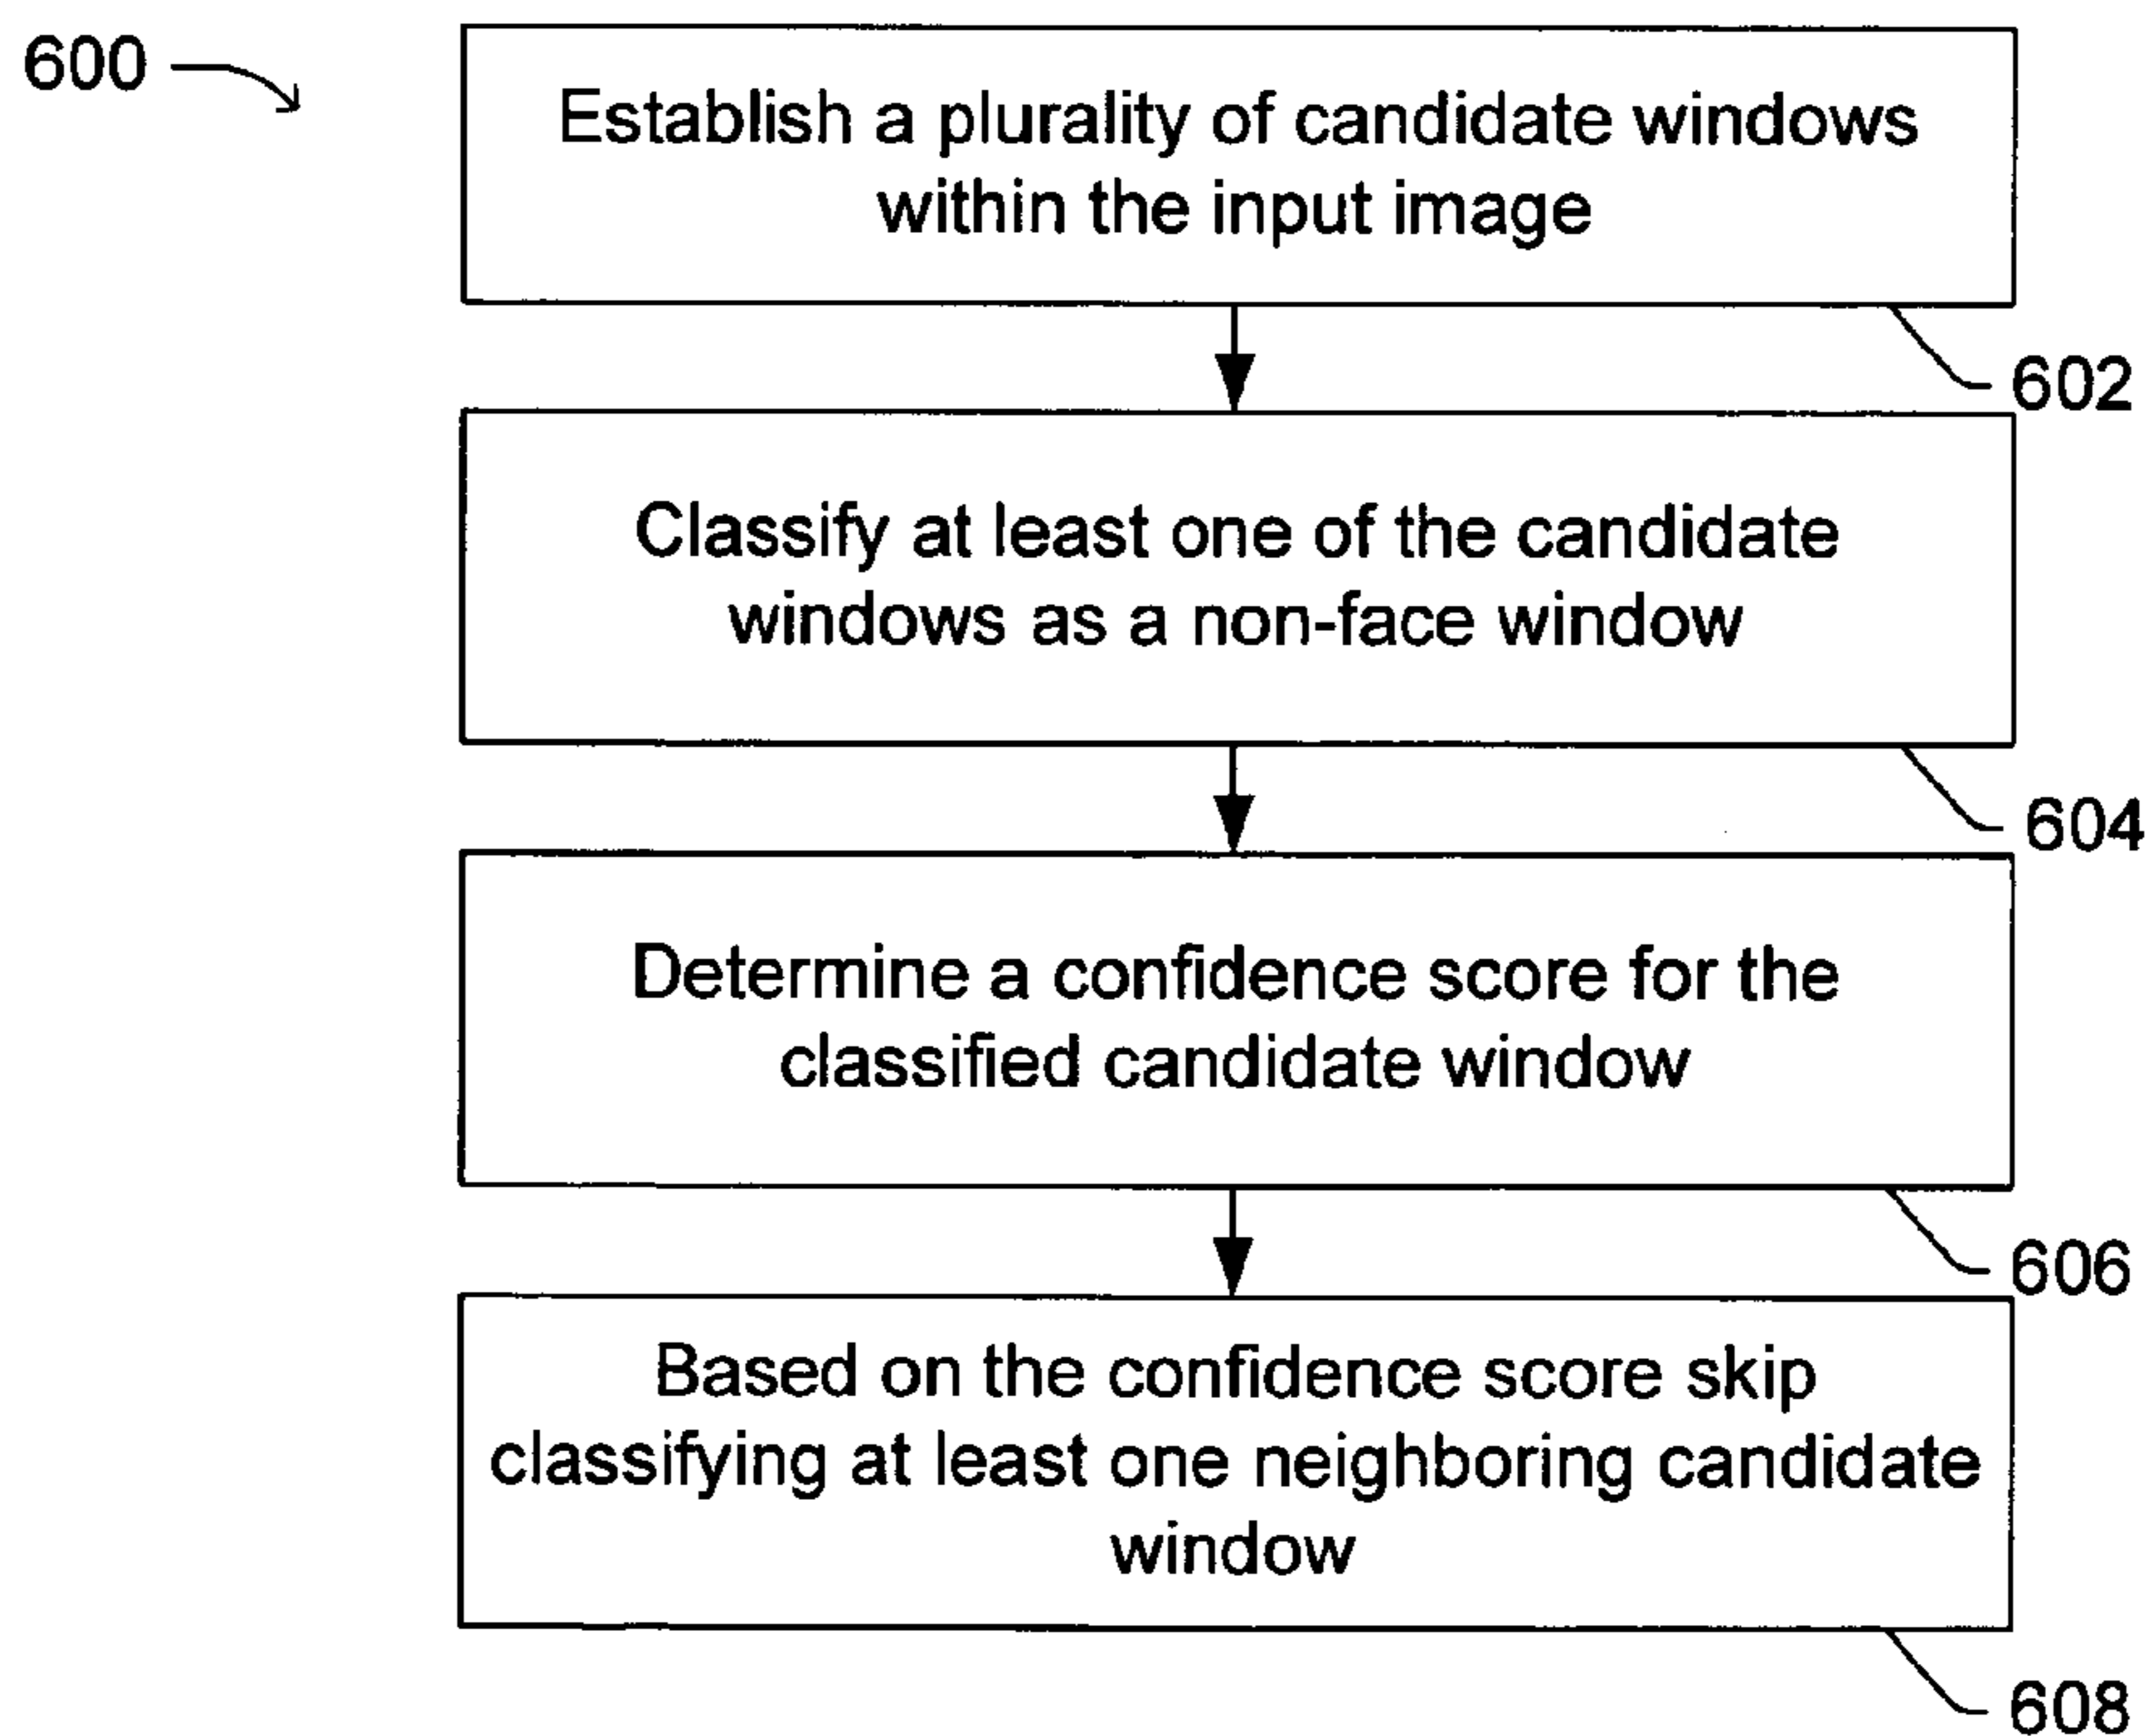 600
Establish a plurality of candidate windows
within the input image
602
Classify at least one of the candidate
windows as a non-face window
604
Determine a confidence score for the
classified candidate window
606
Based on the confidence score skip
classifying at least one neighboring candidate
window
608